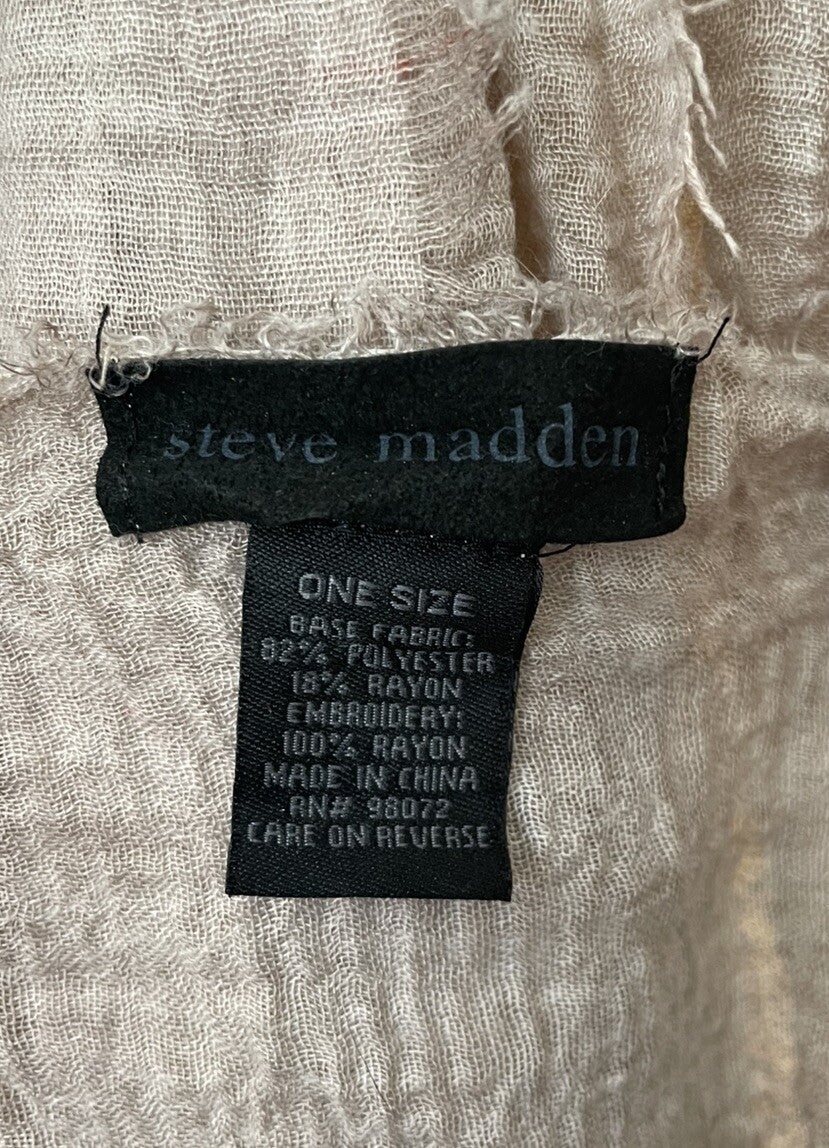 steve madden
ONE SIZE
BASE FABRIC:
82% POLYESTER
18% RAYON
EMBROIDERY:
100% RAYON
MADE IN CHINA
RN# 98072
CARE ON REVERSE